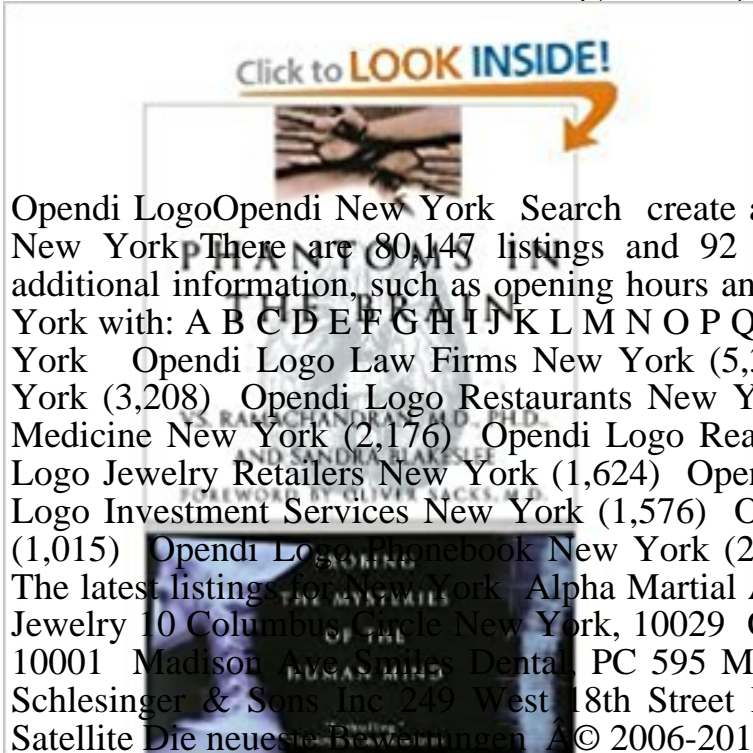 Click to LOOK INSIDE!
Opendi LogoOpendi New York Search create a
New York There are 80,147 listings and 92
additional information, such as opening hours an
York with: A B C D E F G H I J K L M N O P Q
York Opendi Logo Law Firms New York (5,3
York (3,208) Opendi Logo Restaurants New Y
Medicine New York (2,176) Opendi Logo Rea
Logo Jewelry Retailers New York (1,624) Oper
Logo Investment Services New York (1,576) O
(1,015) Opendi Logo Phonebook New York (2
The latest listings for New York Alpha Martial A
Jewelry 10 Columbus Circle New York, 10029
10001 Madison Ave Smiles Dental, PC 595 M
Schlesinger & Sons Inc 249 West 18th Street
Satellite Die neueste Bewertungen Â© 2006-201
PHANTOMS IN
THE BRAIN
V.S. RAMACHANDRAN, M.D., PH.D.,
AND SANDRA BLAKESLEE
FOREWORD BY OLIVER SACKS, M.D.
THE MYSTERIES
OF THE
HUMAN MIND